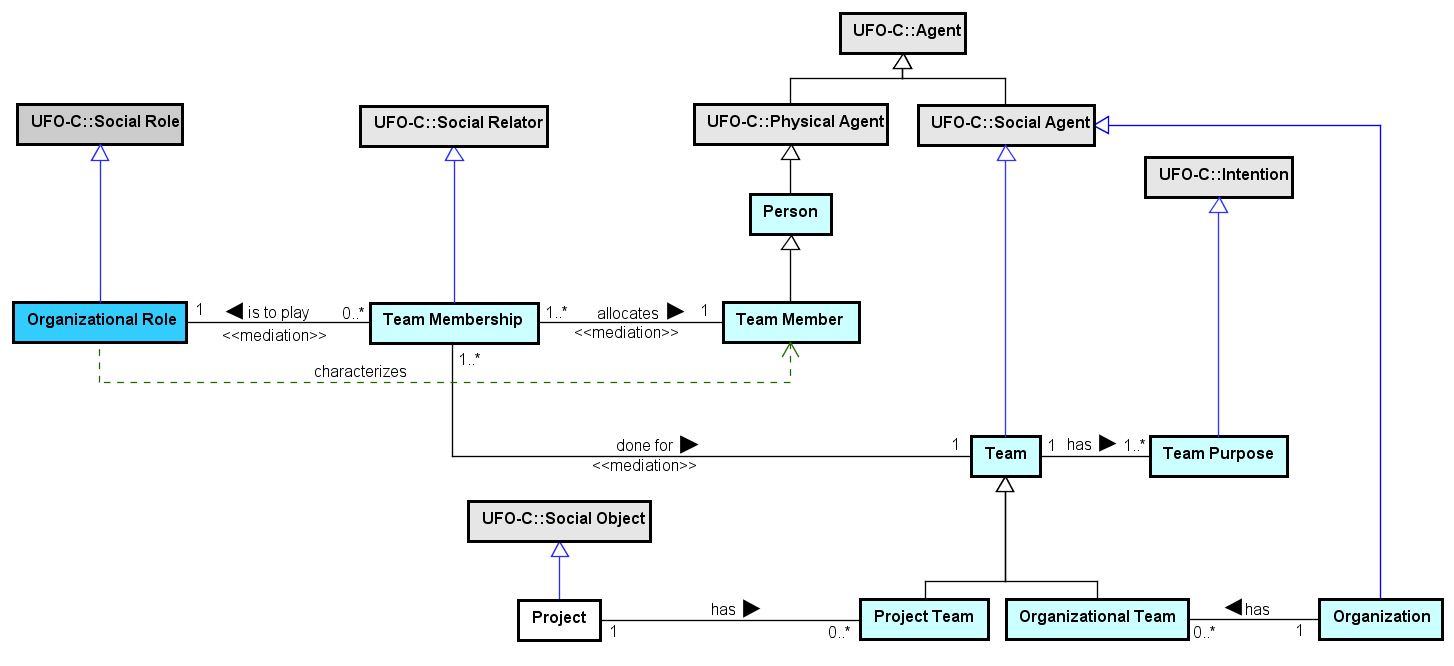 UFO-C::Agent
UFO-C::Social Role
UFO-C::Social Relator
UFO-C::Physical Agent
UFO-C::Social Agent
UFO-C::Intention
Person
Organizational Role
1
is to play
0..*
<<mediation>>
Team Membership
1..*
allocates
1
<<mediation>>
Team Member
1..*
characterizes
done for
1
<<mediation>>
Team
1
has
1..*
Team Purpose
UFO-C::Social Object
Project
1
has
0..*
Project Team
Organizational Team
0..*
has
1
Organization